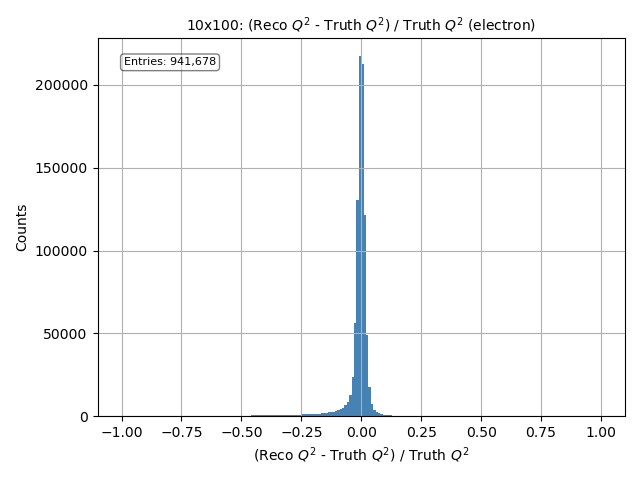 10x100: (Reco Q² - Truth Q²) / Truth Q² (electron)
Entries: 941,678
200000
150000
100000
50000
0
Counts
−1.00 −0.75 −0.50 −0.25 0.00 0.25 0.50 0.75 1.00
(Reco Q² - Truth Q²) / Truth Q²